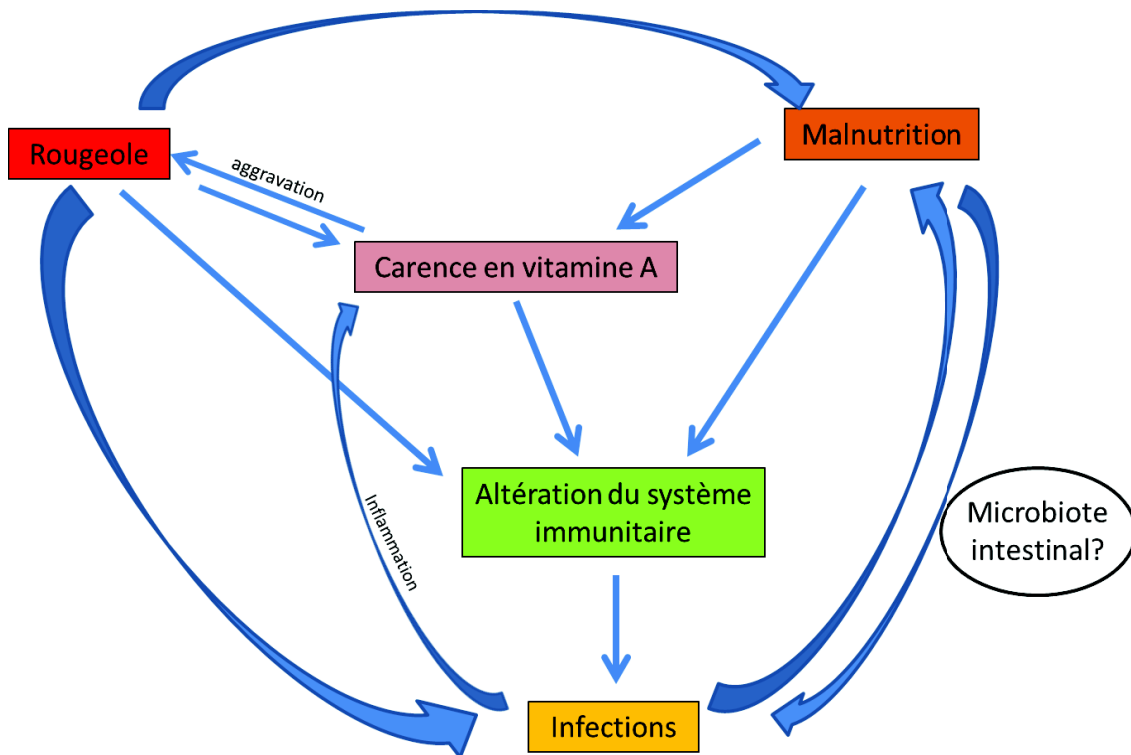 Rougeole
Malnutrition
aggravation
Carence en vitamine A
Inflammation
Altération du système
immunitaire
Microbiote
intestinal?
Infections